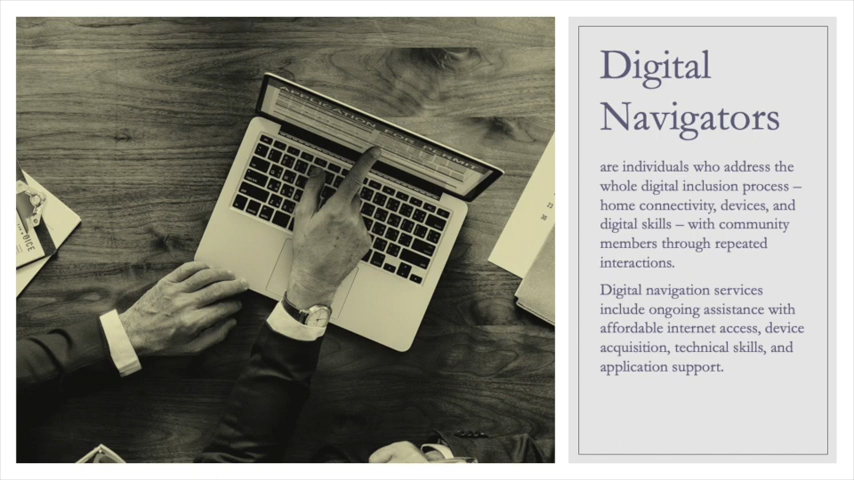 APPLICATION FOR PERMIT
Digital
Navigators
are individuals who address the
whole digital inclusion process –
home connectivity, devices, and
digital skills – with community
members through repeated
interactions.
Digital navigation services
include ongoing assistance with
affordable internet access, device
acquisition, technical skills, and
application support.